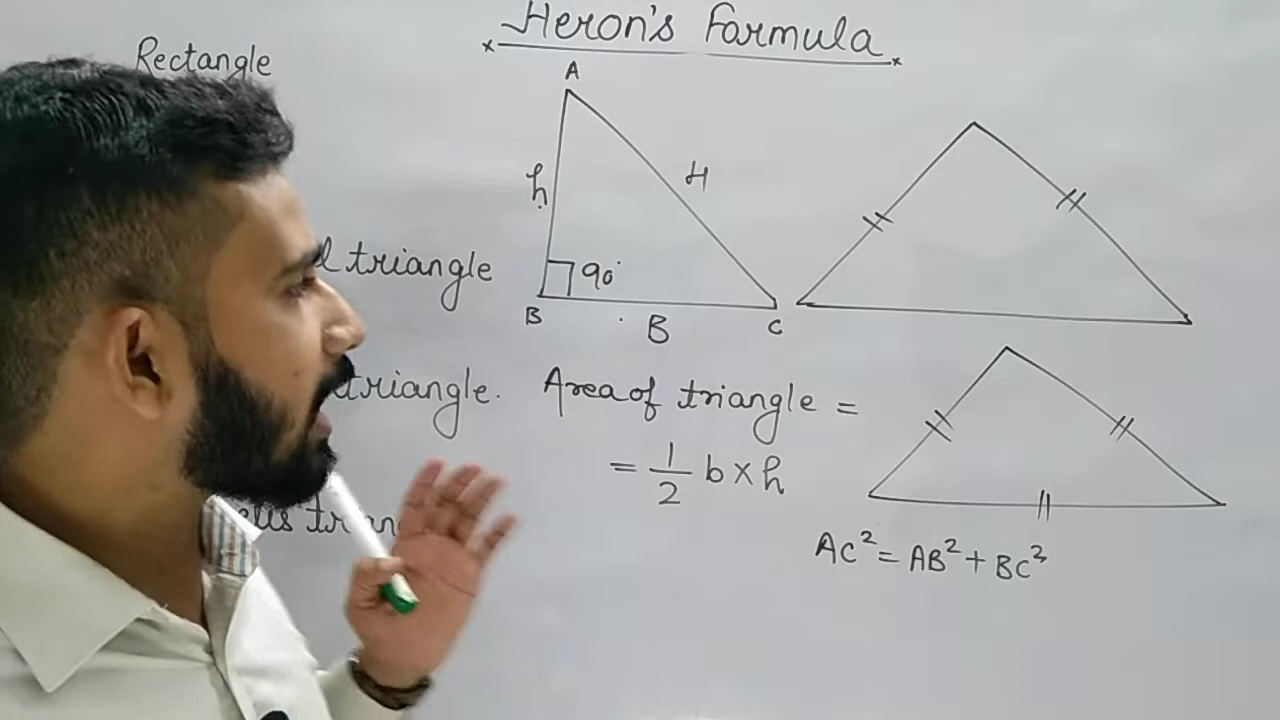 Heron's Formula
Rectangle
A
h
H
90°
B
B
C
triangle
triangle.
Area of triangle =
= 1/2 b x h
AC² = AB² + BC²